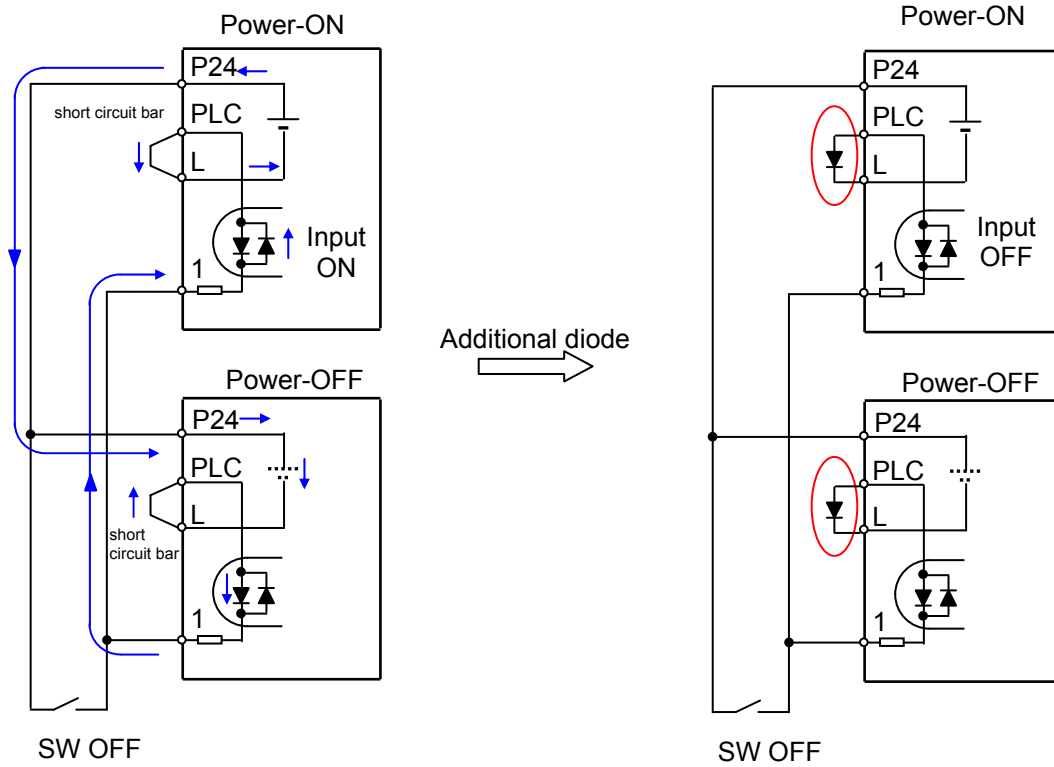 Power-ON
P24
short circuit bar
PLC
L
Input
ON
1
Power-OFF
P24
PLC
L
short
circuit bar
1
SW OFF
Additional diode
Power-ON
P24
PLC
L
Input
OFF
1
Power-OFF
P24
PLC
L
1
SW OFF